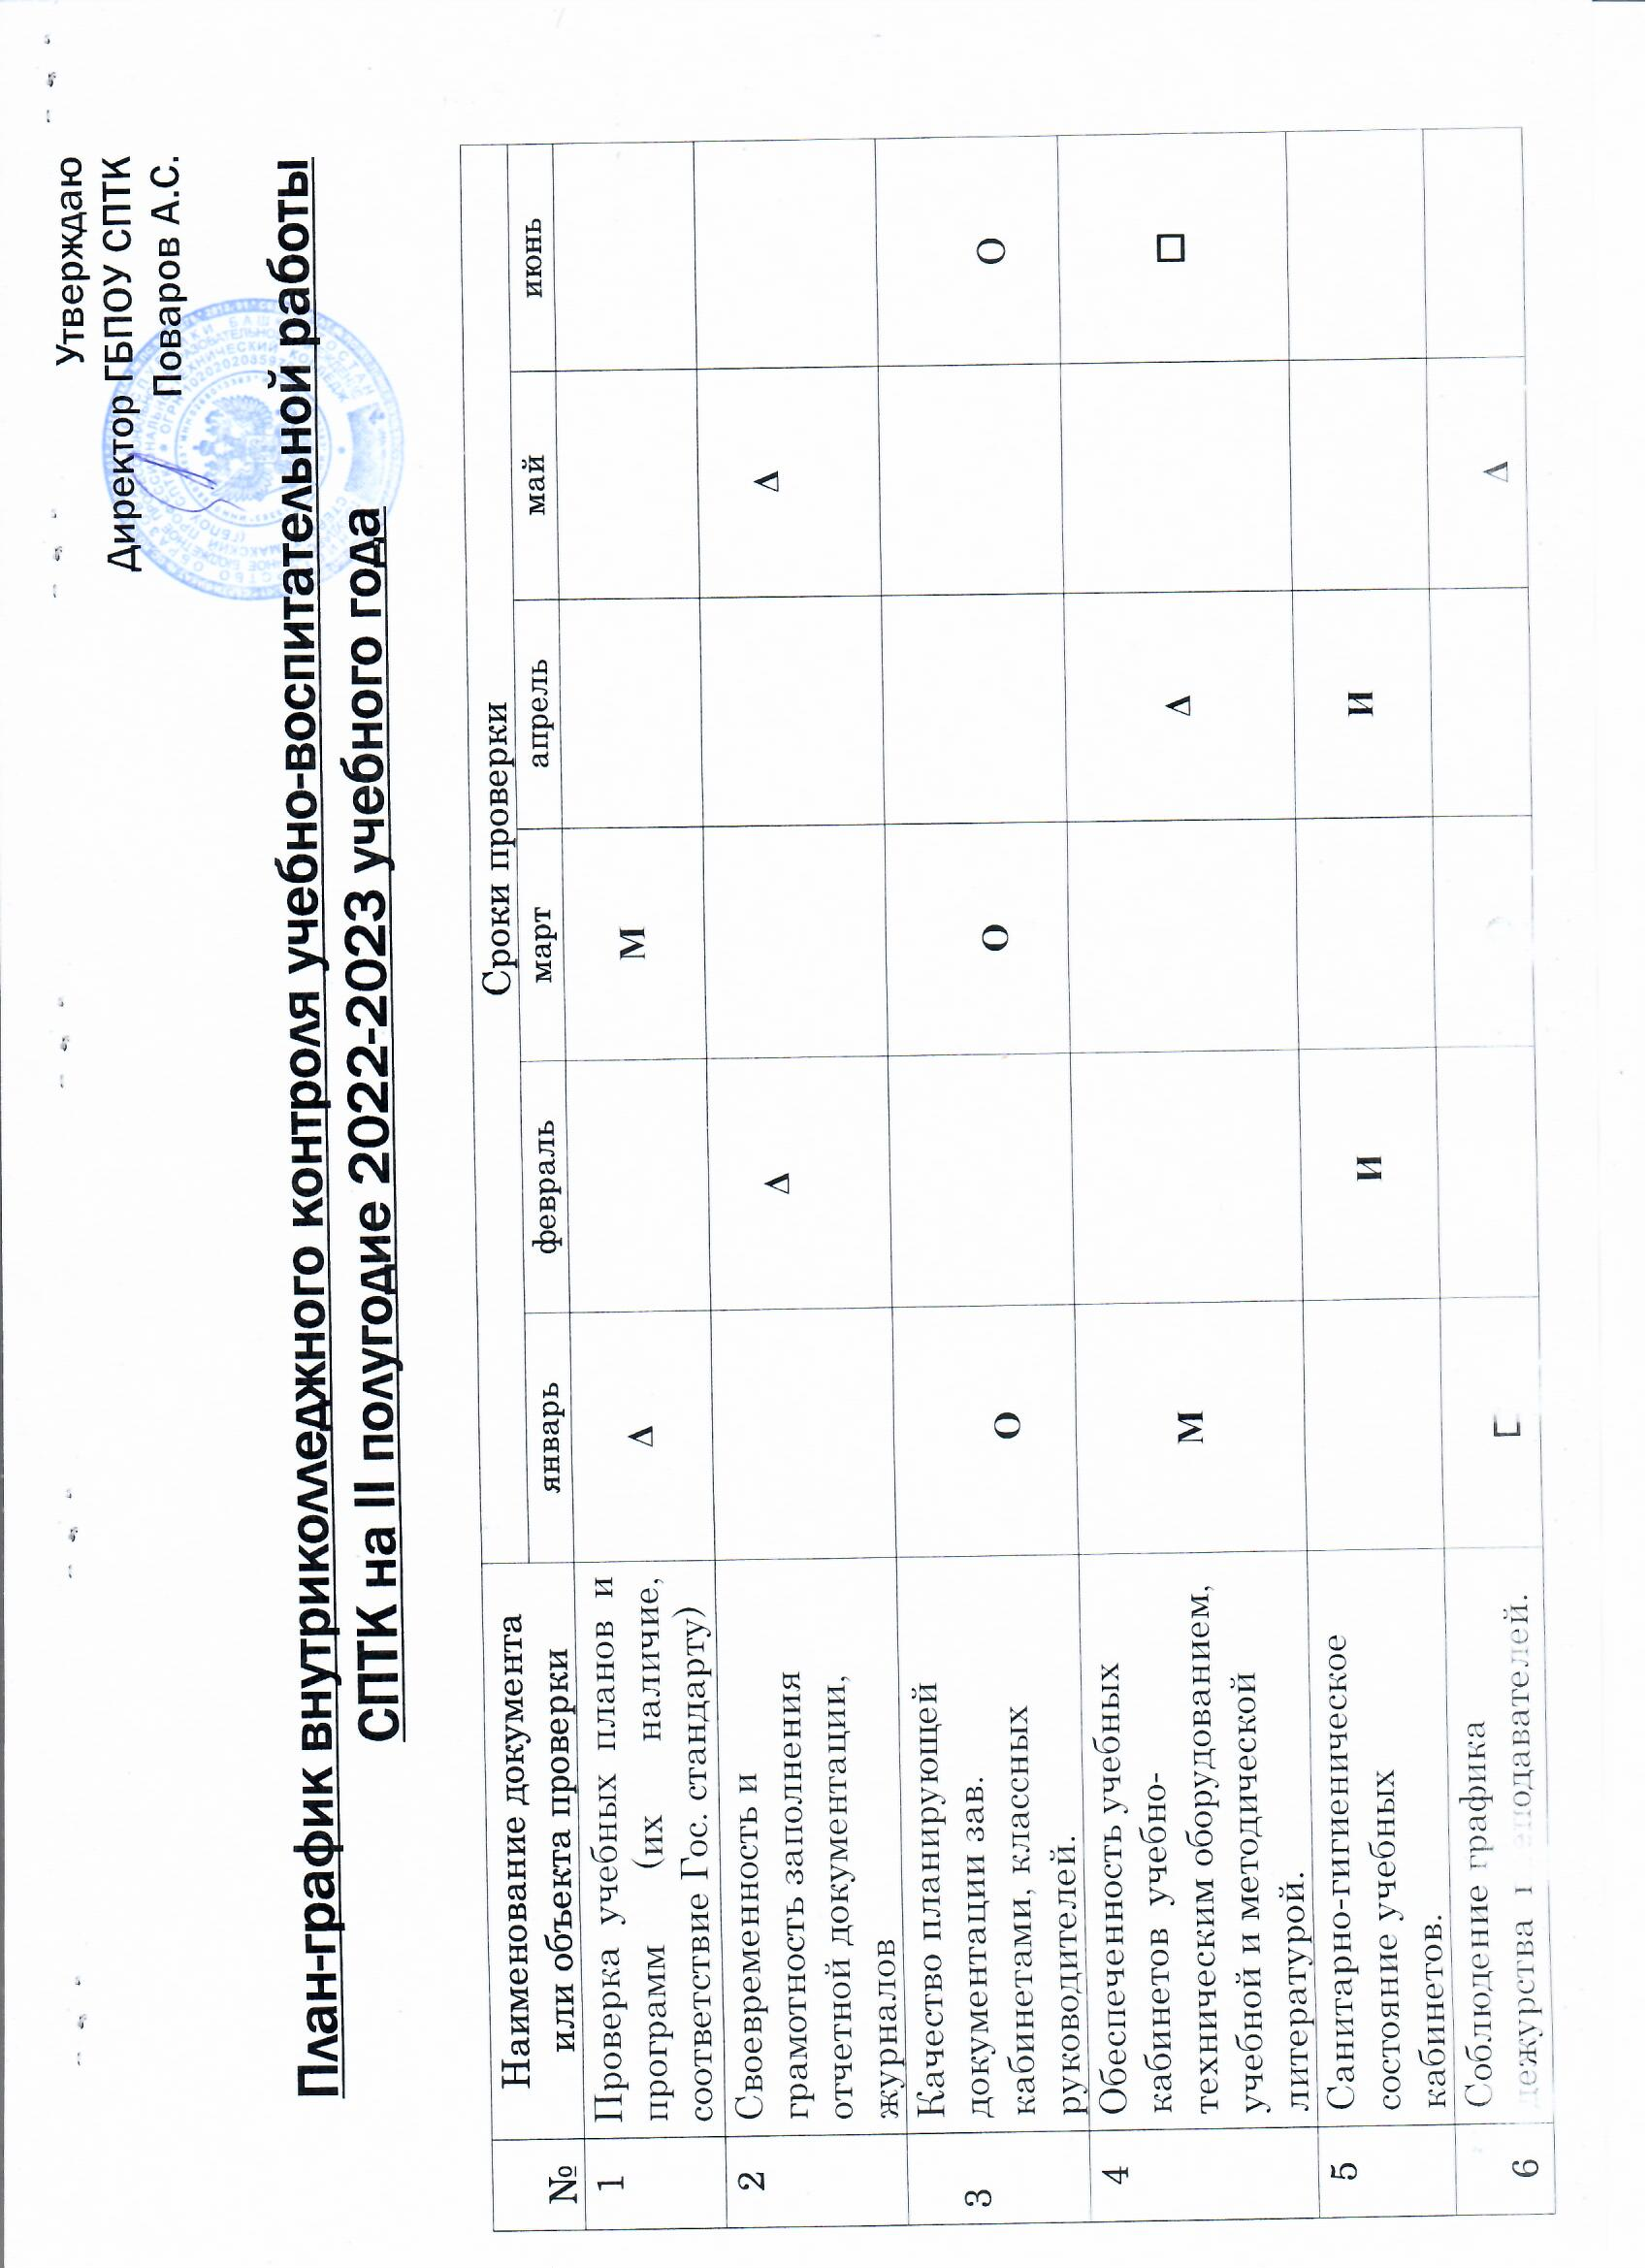 Утверждаю
Директор ГБПОУ СПТК
Поваров А.С.
План-график внутриколледжного контроля учебно-воспитательной работы
СПТК на II полугодие 2022-2023 учебного года
№ Наименование документа или объекта проверки Сроки проверки
январь февраль март апрель май июнь
1 Проверка учебных планов и Δ М
программ (их наличие,
соответствие Гос. стандарту)
2 Своевременность и Δ Δ
грамотность заполнения
отчетной документации,
журналов
3 Качество планирующей О О О
документации зав.
кабинетами, классных
руководителей.
4 Обеспеченность учебных М Δ □
кабинетов учебно-
техническим оборудованием,
учебной и методической
литературой.
5 Санитарно-гигиеническое И И
состояние учебных
кабинетов.
6 Соблюдение графика Δ
дежурства